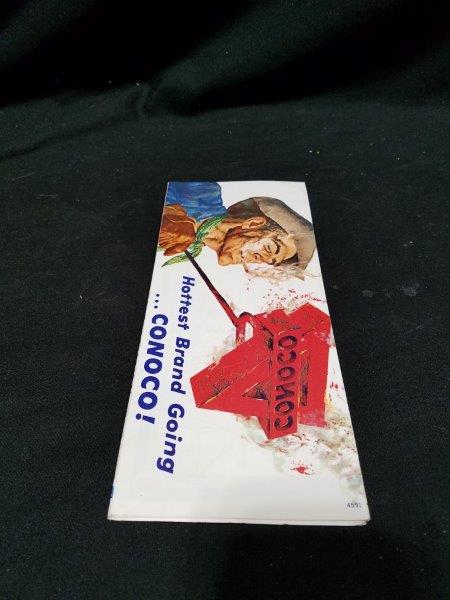 CONOCO
Hottest Brand Going
...CONOCO!
4591